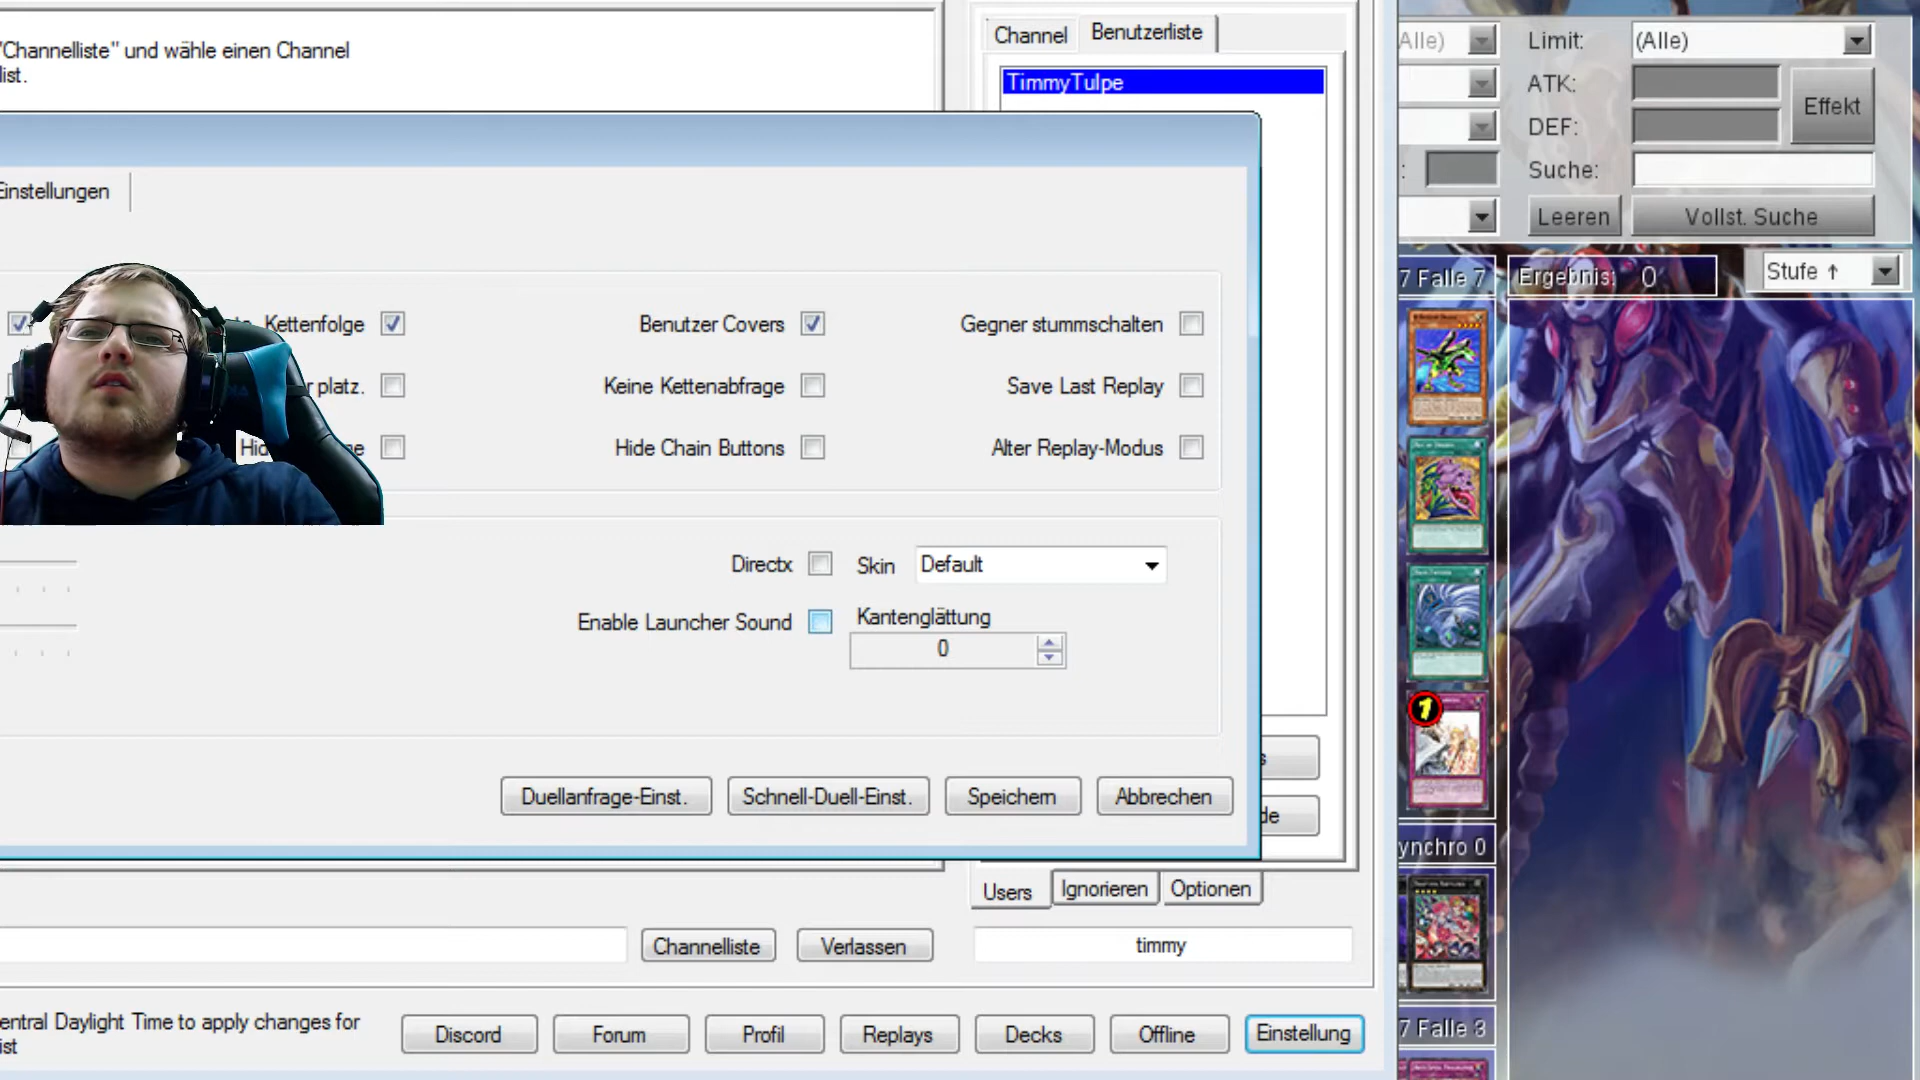 "Channelliste" und wähle einen Channel
list.
Channel
Benutzerliste
TimmyTulpe
Einstellungen
Kettenfolge
Benutzer Covers
Gegner stummschalten
platz.
Keine Kettenabfrage
Save Last Replay
Hide Chain Buttons
Alter Replay-Modus
Directx
Skin
Default
Enable Launcher Sound
Kantenglättung
0
Duellanfrage-Einst.
Schnell-Duell-Einst.
Speichern
Abbrechen
Users
Ignorieren
Optionen
Channelliste
Verlassen
timmy
entral Daylight Time to apply changes for
ist
Discord
Forum
Profil
Replays
Decks
Offline
Einstellung
Alle)
Limit:
(Alle)
ATK:
DEF:
Effekt
Suche:
Leeren
Vollst. Suche
7 Falle 7
Ergebnis: 0
Stufe ↑
1
ynchro 0
7 Falle 3